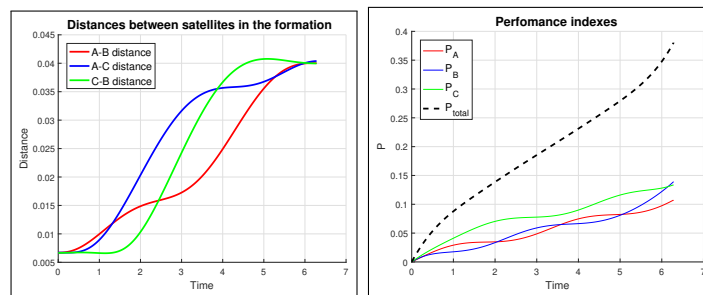 Distances between satellites in the formation
0.045
0.04
0.035
0.03
0.025
0.02
0.015
0.01
0.005
Distance
A-B distance
A-C distance
C-B distance
0 1 2 3 4 5 6 7
Time
Perfomance indexes
0.4
0.35
0.3
0.25
0.2
0.15
0.1
0.05
0
P
P_A
P_B
P_C
P_total
0 1 2 3 4 5 6 7
Time